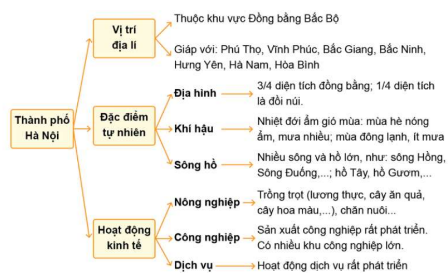 Thành phố
Hà Nội
Vị trí
địa lí
Thuộc khu vực Đồng bằng Bắc Bộ
Giáp với: Phú Thọ, Vĩnh Phúc, Bắc Giang, Bắc Ninh,
Hưng Yên, Hà Nam, Hòa Bình
Đặc điểm
tự nhiên
Địa hình
3/4 diện tích đồng bằng; 1/4 diện tích
là đồi núi.
Khí hậu
Nhiệt đới ẩm gió mùa: mùa hè nóng
ẩm, mưa nhiều; mùa đông lạnh, ít mưa
Sông hồ
Nhiều sông và hồ lớn, như: sông Hồng,
Sông Đuống,...; hồ Tây, hồ Gươm,...
Hoạt động
kinh tế
Nông nghiệp
Trồng trọt (lương thực, cây ăn quả,
cây hoa màu,...), chăn nuôi...
Công nghiệp
Sản xuất công nghiệp rất phát triển.
Có nhiều khu công nghiệp lớn.
Dịch vụ
Hoạt động dịch vụ rất phát triển